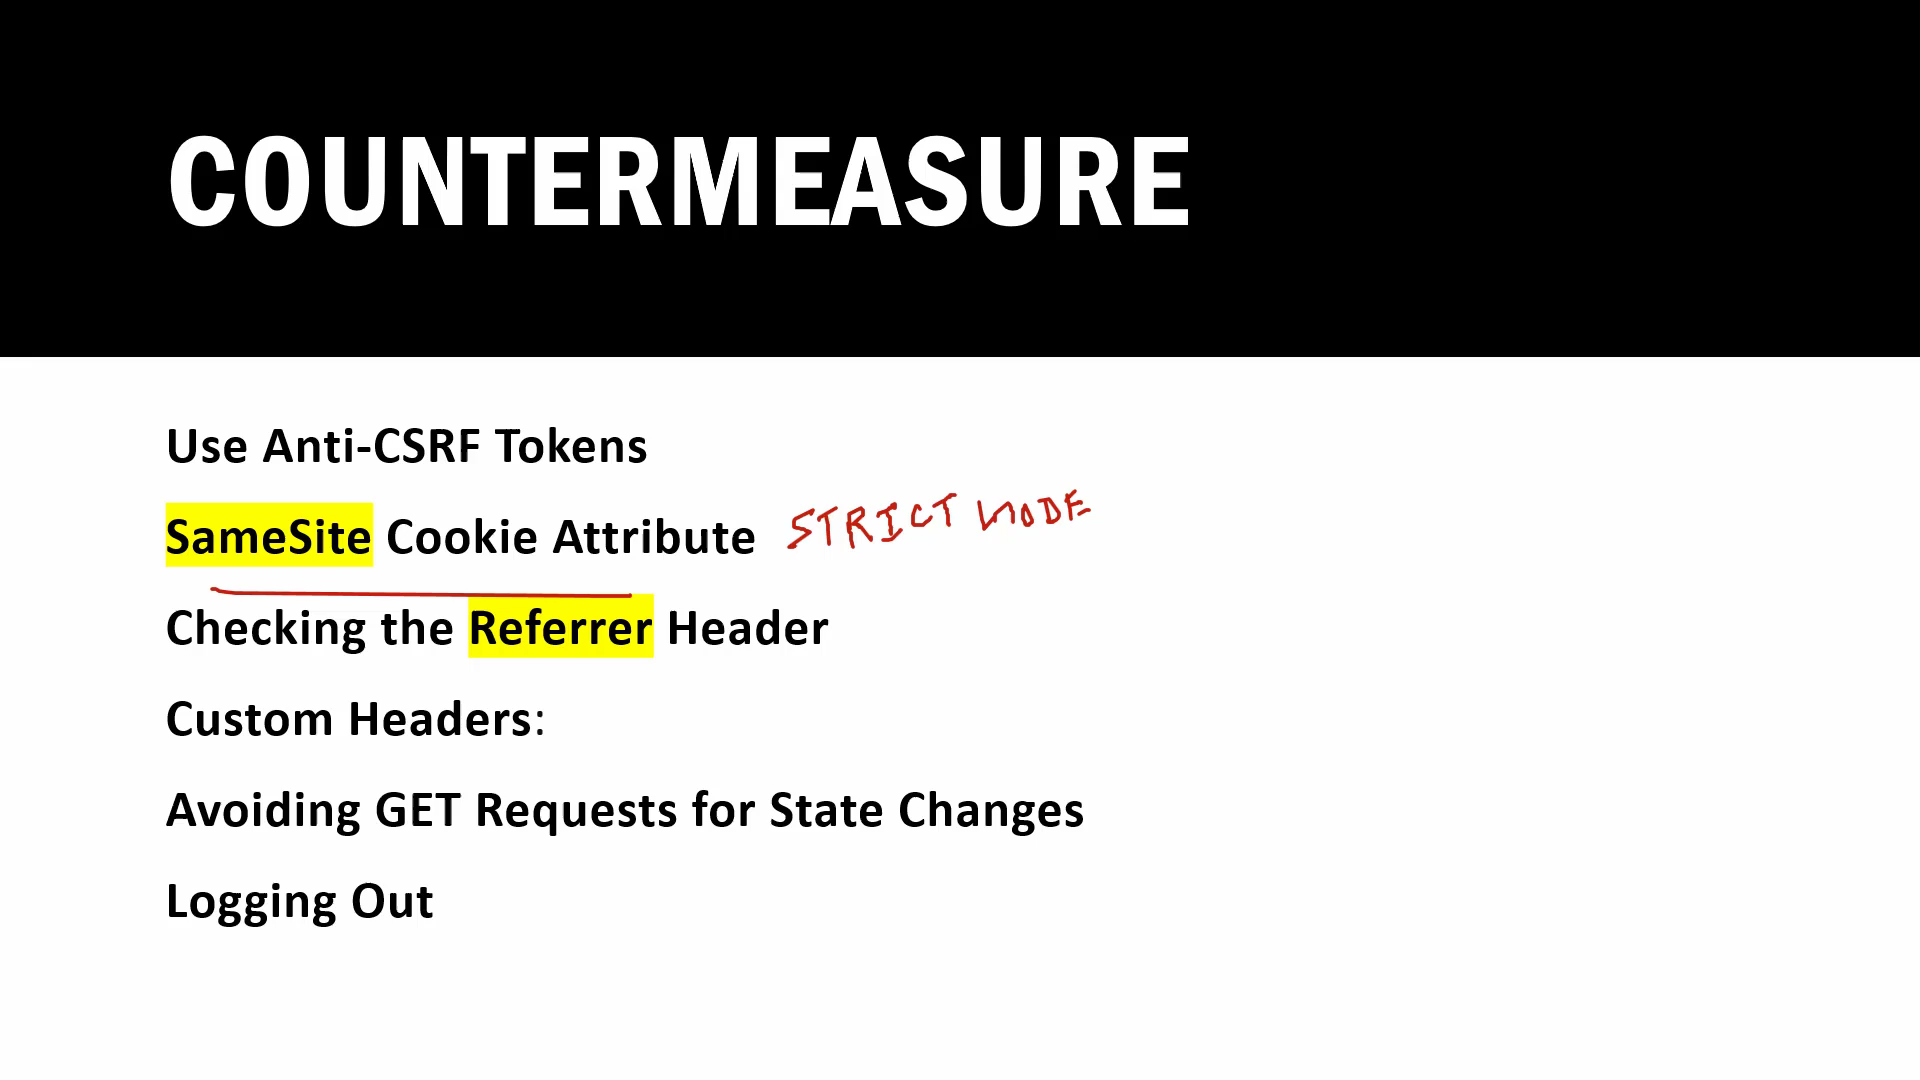 COUNTERMEASURE
Use Anti-CSRF Tokens
SameSite Cookie Attribute STRICT MODE
Checking the Referrer Header
Custom Headers:
Avoiding GET Requests for State Changes
Logging Out